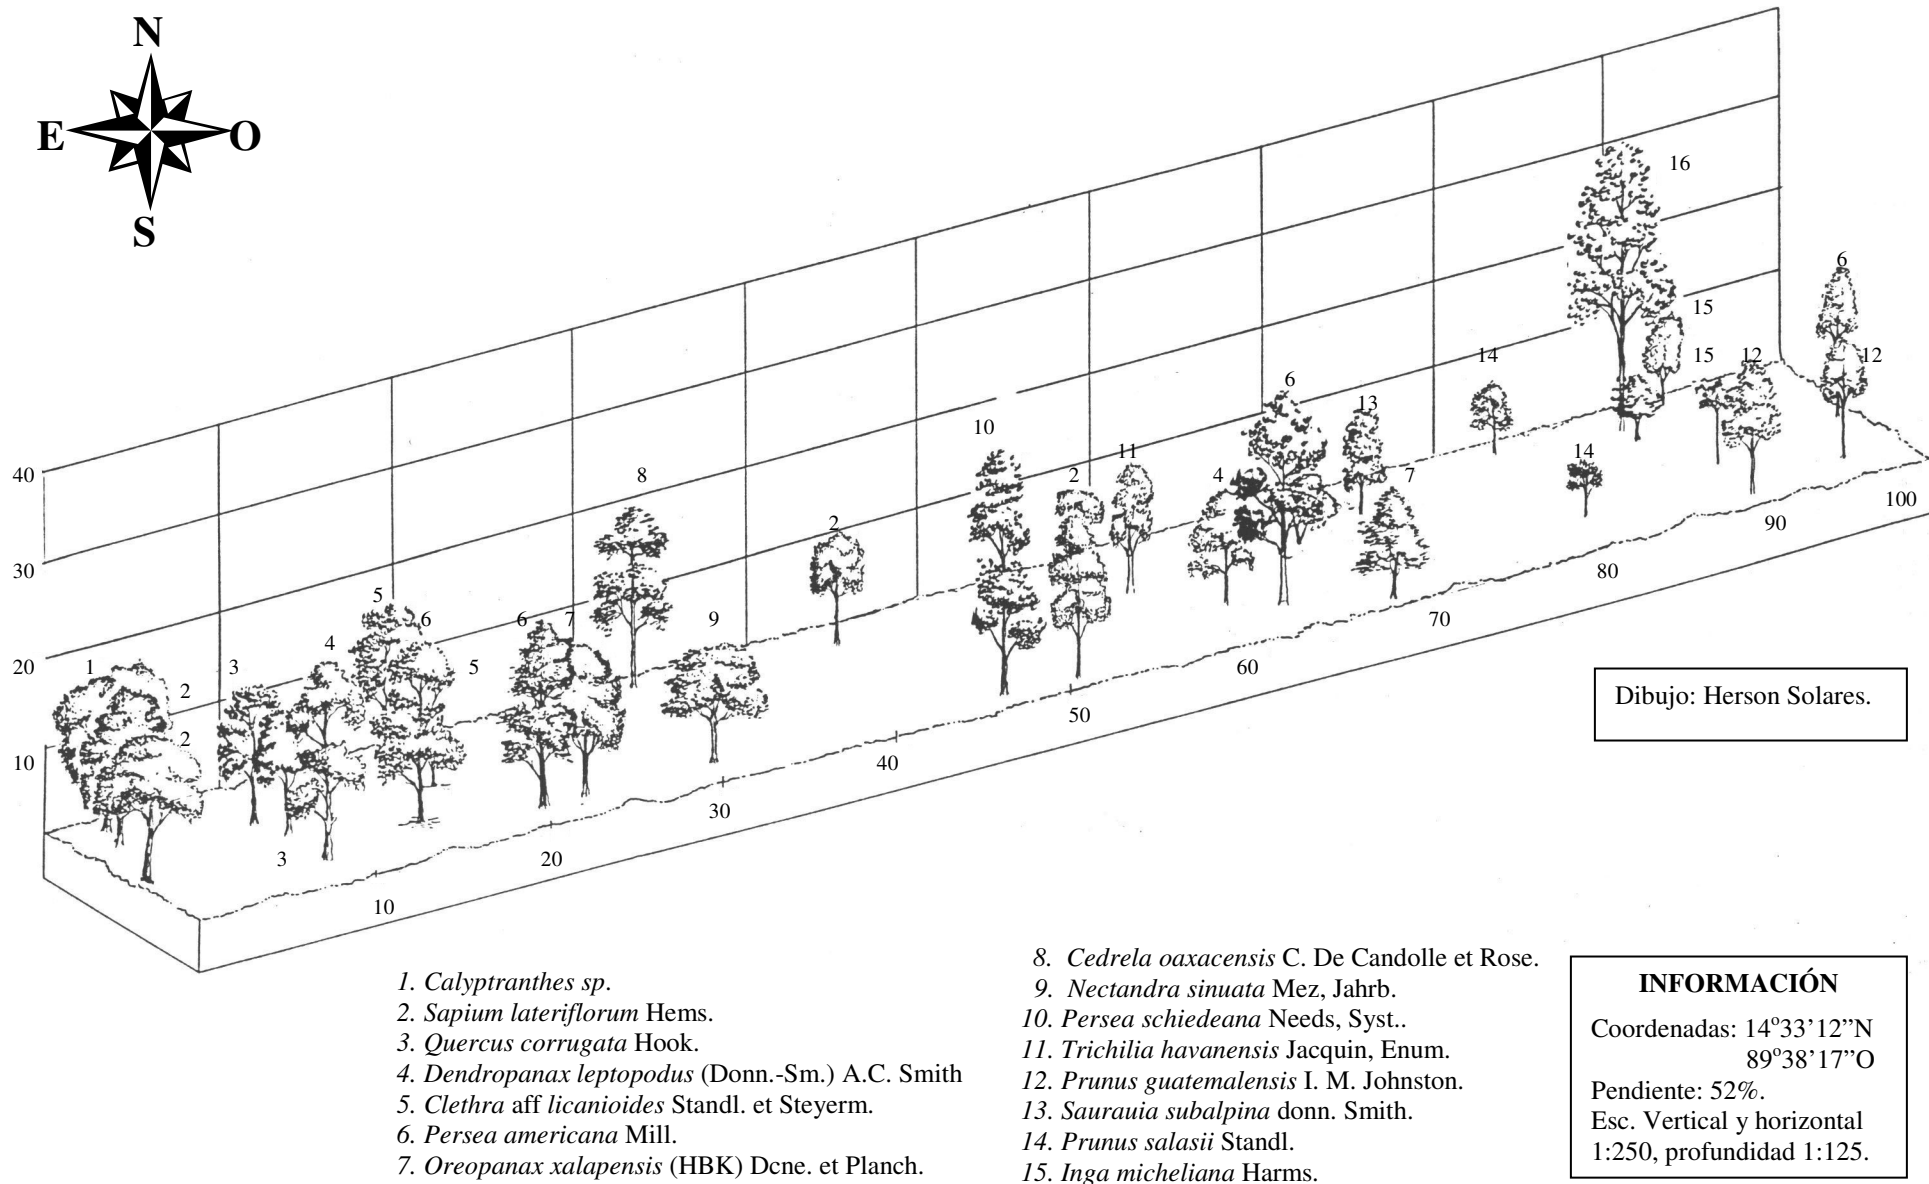 N
E O
S
16
6
15
14 15 12 12
6 13
10
40 8 2 11 4 7 14
2 100
30 90
5 6 6 7 9 80
20 4 5 70
1 3 60
2 50
2
10 40
30
3 20
10
Dibujo: Herson Solares.
1. Calyptranthes sp.
2. Sapium lateriflorum Hems.
3. Quercus corrugata Hook.
4. Dendropanax leptopodus (Donn.-Sm.) A.C. Smith
5. Clethra aff licanioides Standl. et Steyerm.
6. Persea americana Mill.
7. Oreopanax xalapensis (HBK) Dcne. et Planch.
8. Cedrela oaxacensis C. De Candolle et Rose.
9. Nectandra sinuata Mez, Jahrb.
10. Persea schiedeana Needs, Syst..
11. Trichilia havanensis Jacquin, Enum.
12. Prunus guatemalensis I. M. Johnston.
13. Saurauia subalpina donn. Smith.
14. Prunus salasii Standl.
15. Inga micheliana Harms.
INFORMACIÓN
Coordenadas: 14°33’12”N
89°38’17”O
Pendiente: 52%.
Esc. Vertical y horizontal
1:250, profundidad 1:125.